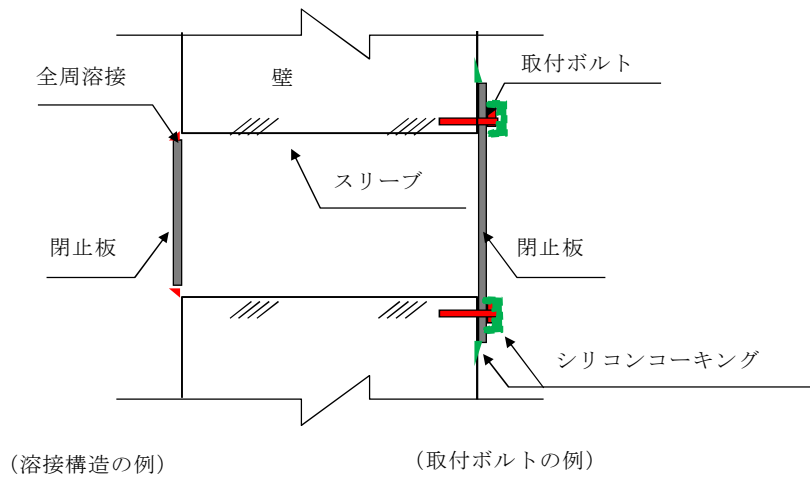 取付ボルト
全周溶接
壁
スリーブ
閉止板
閉止板
シリコンコーキング
（溶接構造の例）
（取付ボルトの例）